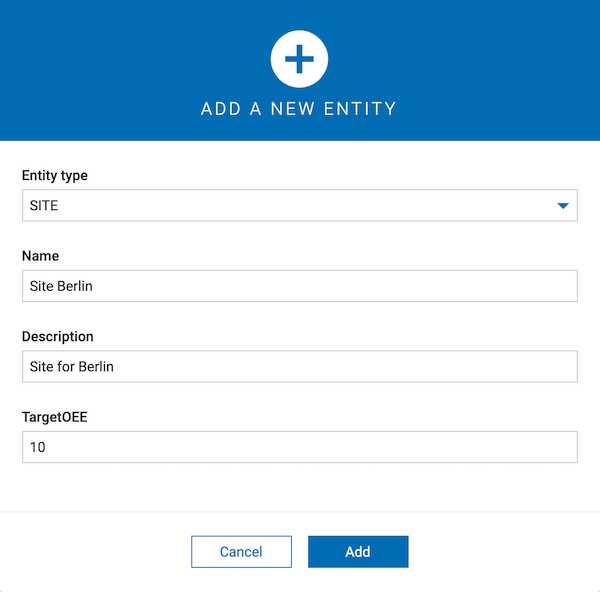 ADD A NEW ENTITY
Entity type
SITE
Name
Site Berlin
Description
Site for Berlin
TargetOEE
10
Cancel Add